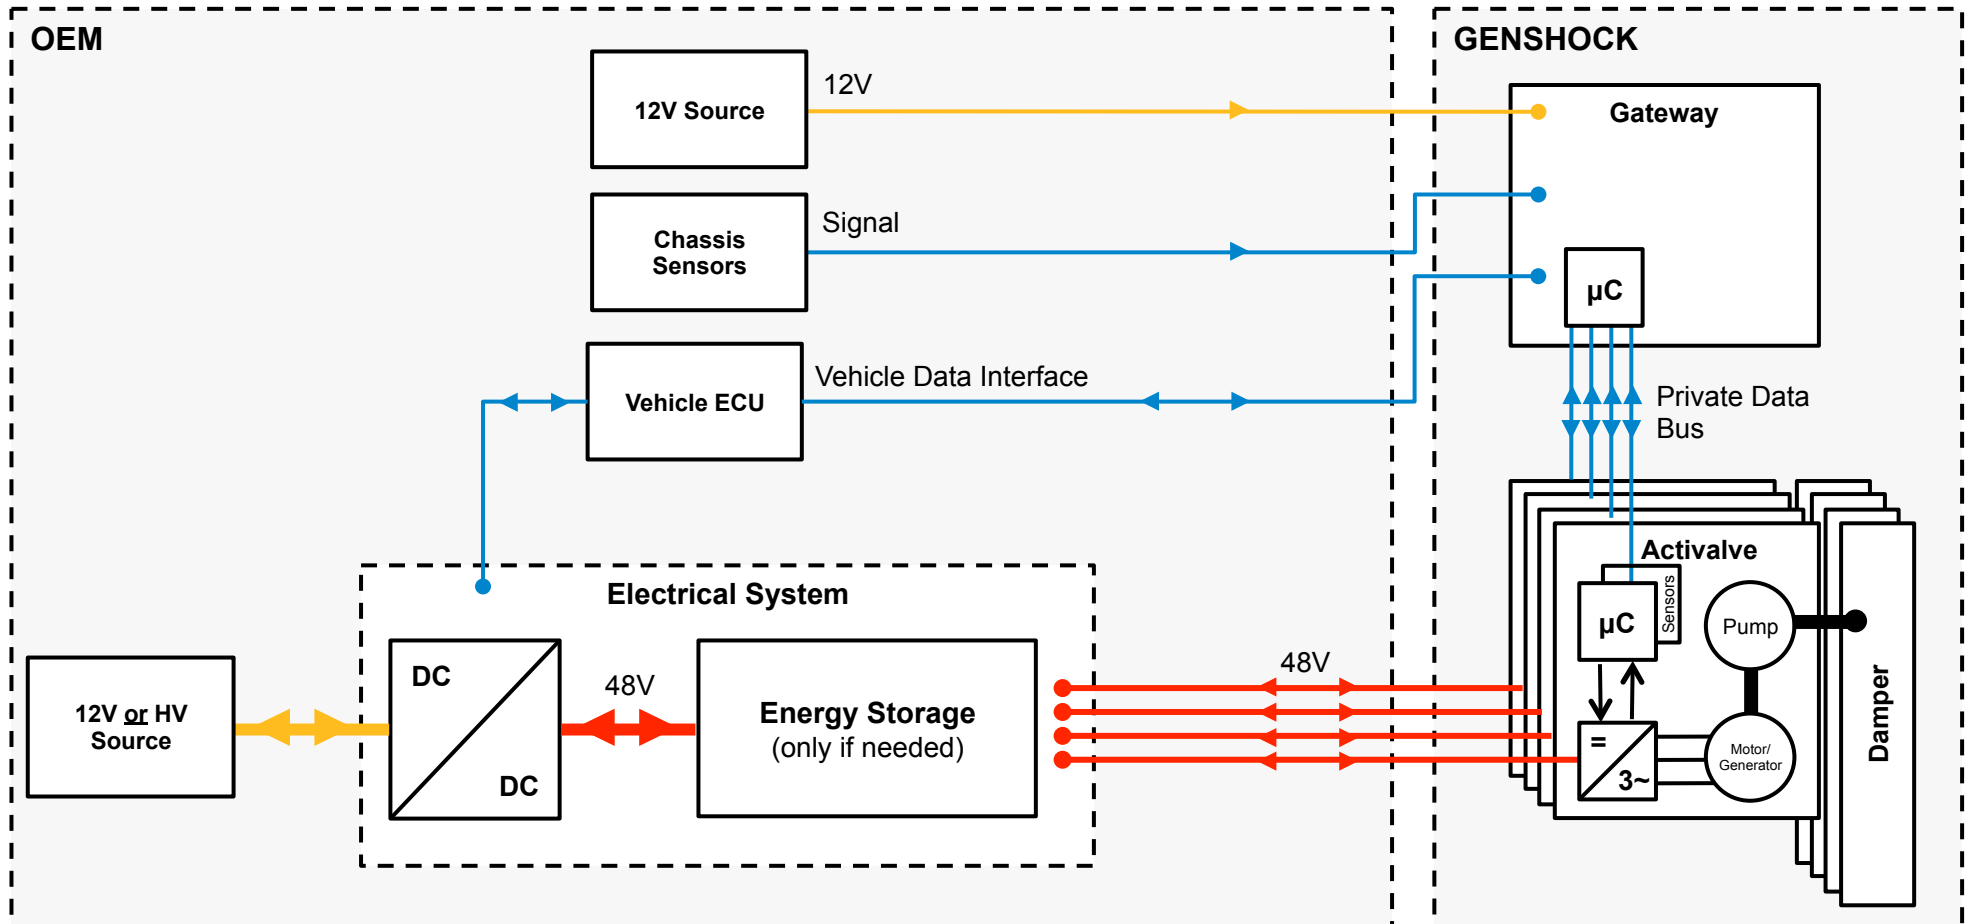 OEM
GENSHOCK
12V
12V Source
Gateway
Signal
Chassis
Sensors
µC
Vehicle Data Interface
Vehicle ECU
Private Data
Bus
Activalve
Electrical System
Sensors
µC
Pump
DC
DC
48V
48V
12V or HV
Source
Energy Storage
(only if needed)
=
3~
Motor/
Generator
Damper